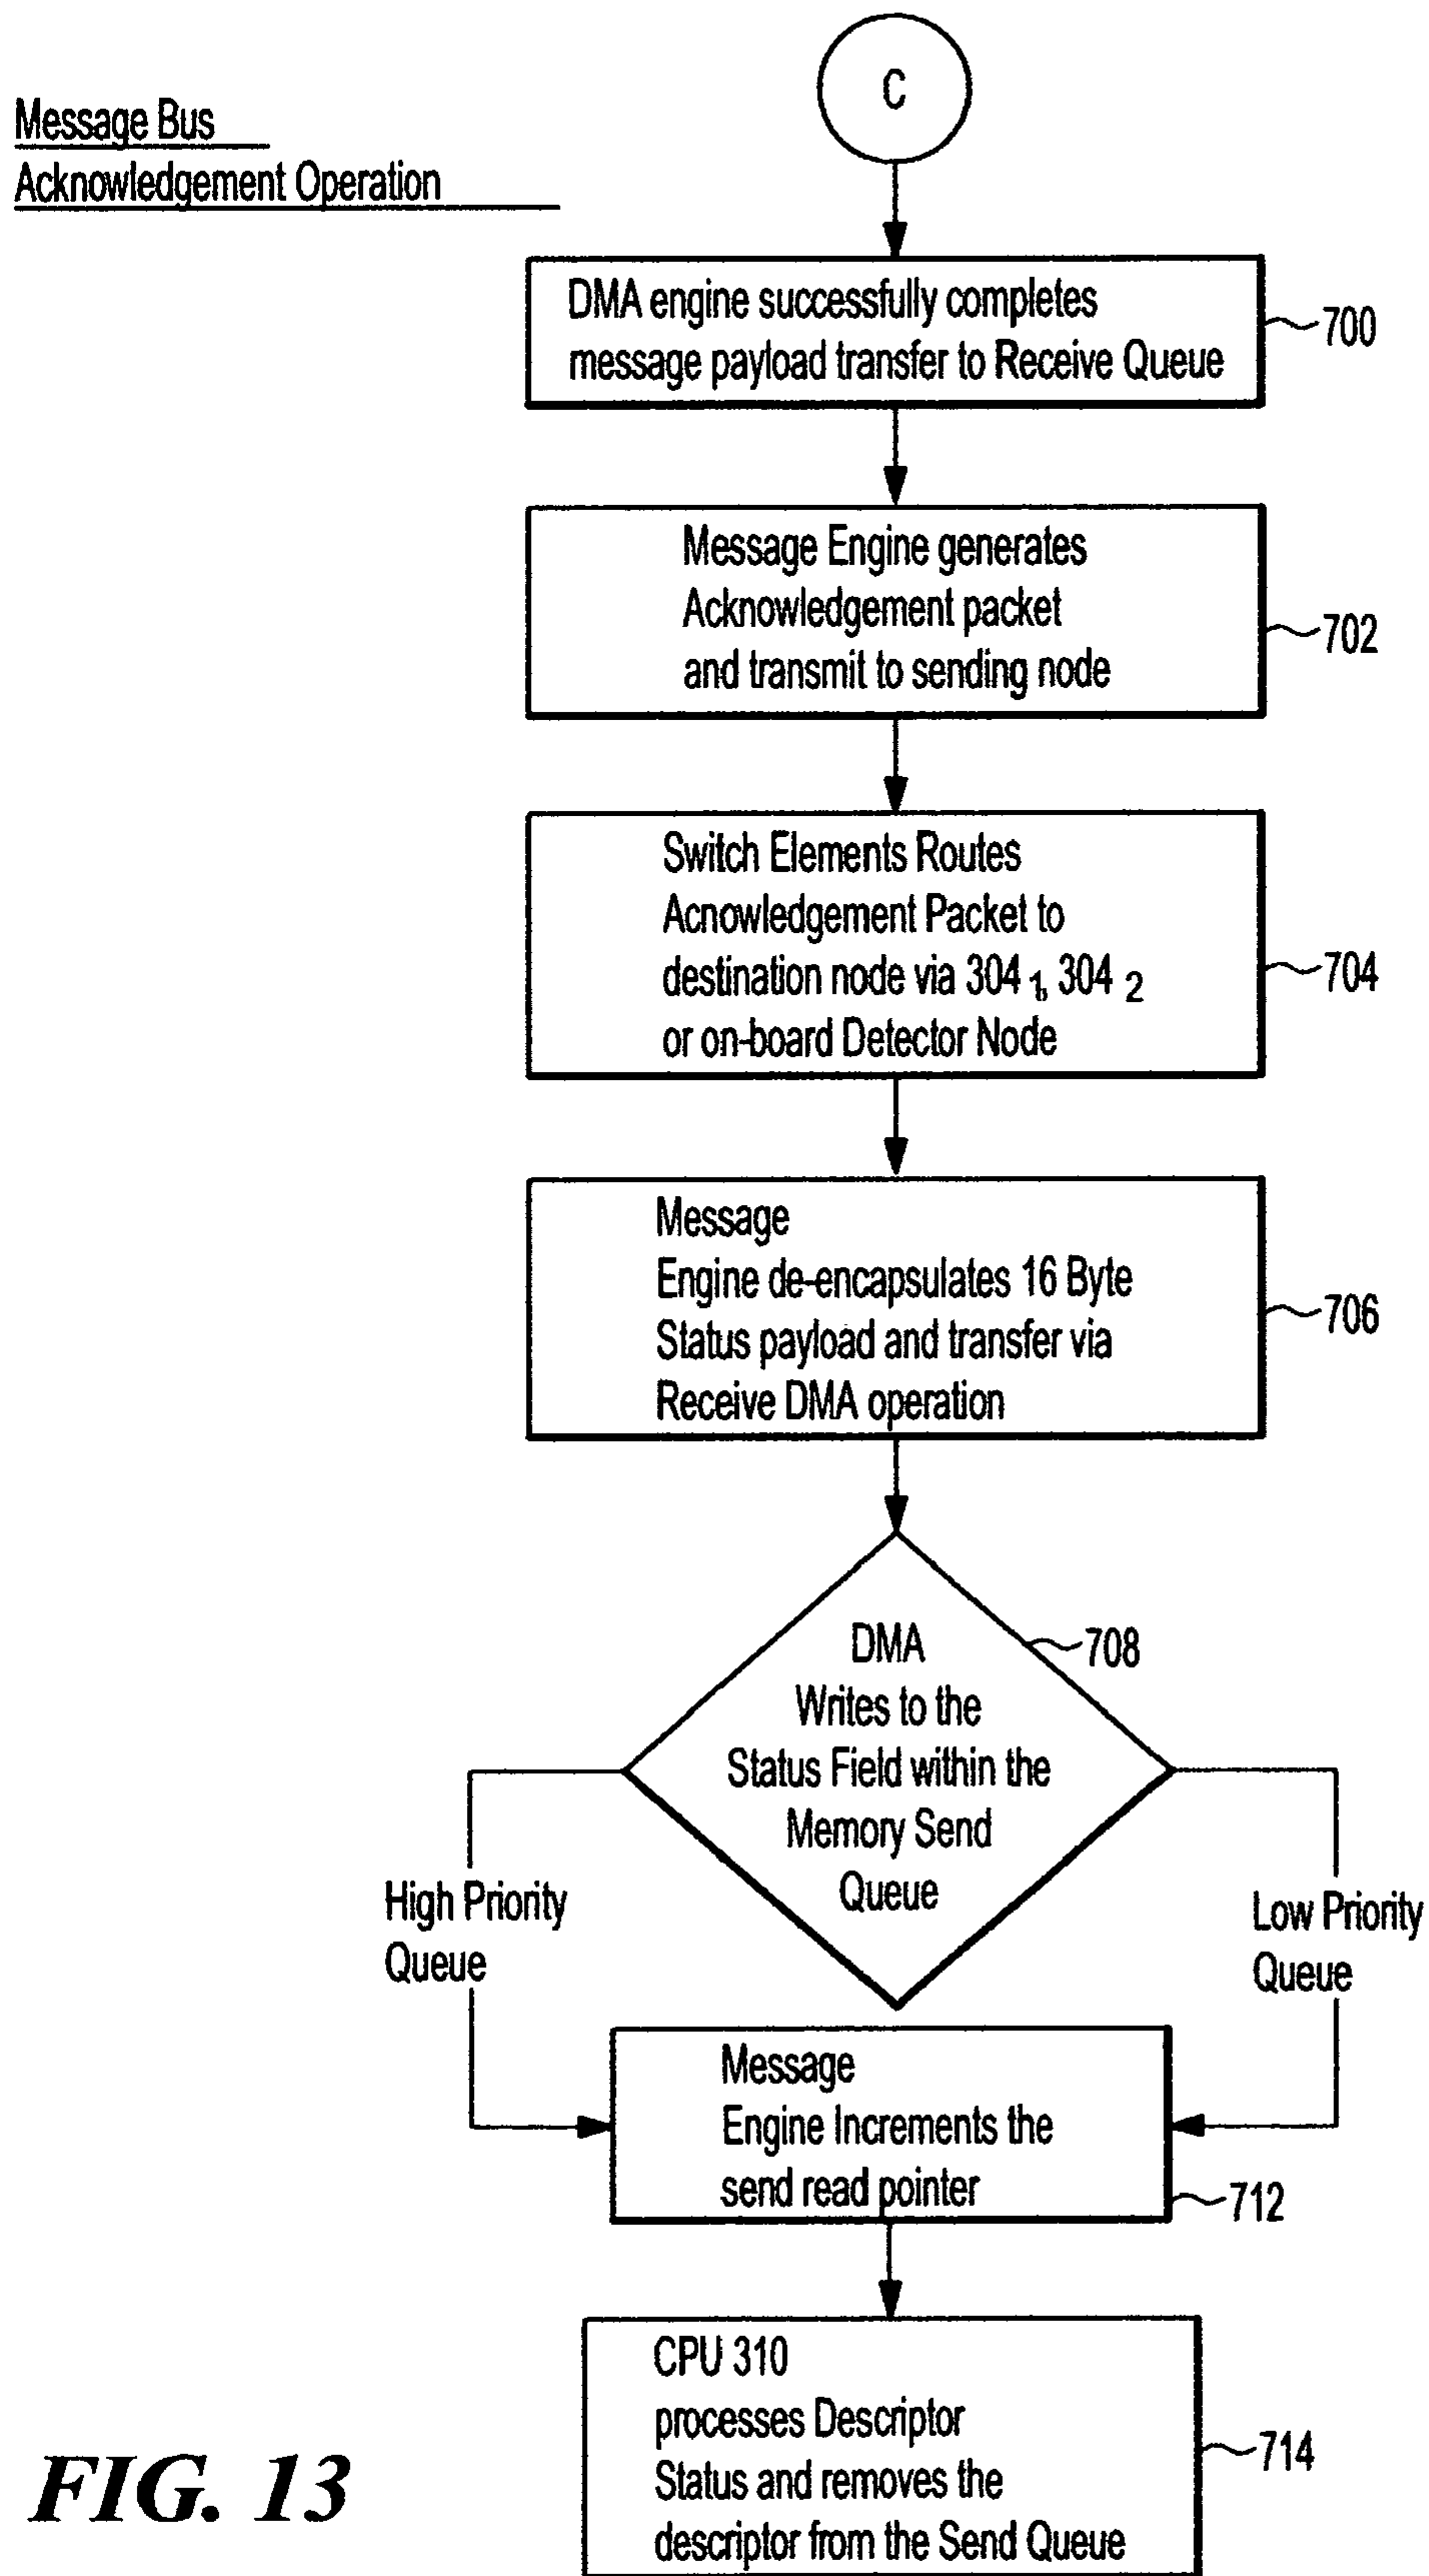 Message Bus
Acknowledgement Operation
C
DMA engine successfully completes
message payload transfer to Receive Queue
700
Message Engine generates
Acknowledgement packet
and transmit to sending node
702
Switch Elements Routes
Acnowledgement Packet to
destination node via 304 1, 304 2
or on-board Detector Node
704
Message
Engine de-encapsulates 16 Byte
Status payload and transfer via
Receive DMA operation
706
DMA
Writes to the
Status Field within the
Memory Send
Queue
708
High Priority
Queue
Low Priority
Queue
Message
Engine Increments the
send read pointer
712
CPU 310
processes Descriptor
Status and removes the
descriptor from the Send Queue
714
FIG. 13